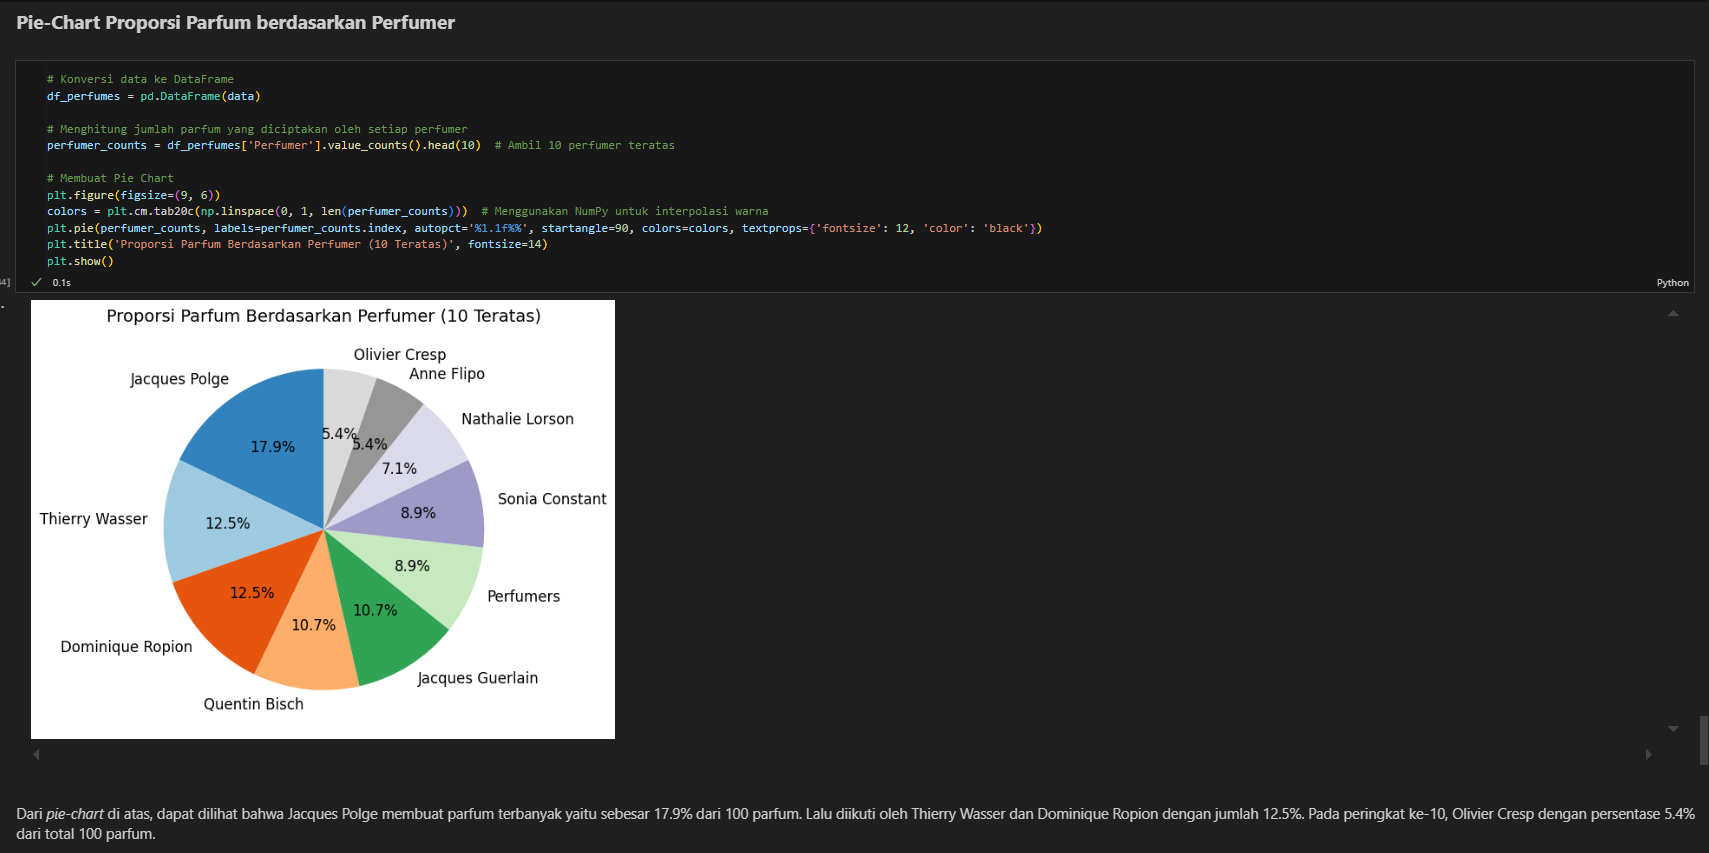 Pie-Chart Proporsi Parfum berdasarkan Perfumer
# Konversi data ke DataFrame
df_perfumes = pd.DataFrame(data)
# Menghitung jumlah parfum yang diciptakan oleh setiap perfumer
perfumer_counts = df_perfumes['Perfumer'].value_counts().head(10)  # Ambil 10 perfumer teratas
# Membuat Pie Chart
plt.figure(figsize=(9, 6))
colors = plt.cm.tab20c(np.linspace(0, 1, len(perfumer_counts)))  # Menggunakan NumPy untuk interpolasi warna
plt.pie(perfumer_counts, labels=perfumer_counts.index, autopct='%1.1f%%', startangle=90, colors=colors, textprops={'fontsize': 12, 'color': 'black'})
plt.title('Proporsi Parfum Berdasarkan Perfumer (10 Teratas)', fontsize=14)
plt.show()
4]
0.1s
Python
Proporsi Parfum Berdasarkan Perfumer (10 Teratas)
Olivier Cresp
Anne Flipo
Jacques Polge
Nathalie Lorson
5.4%
5.4%
17.9%
7.1%
Sonia Constant
Thierry Wasser
8.9%
12.5%
8.9%
12.5%
Perfumers
10.7%
10.7%
Dominique Ropion
Jacques Guerlain
Quentin Bisch
Dari pie-chart di atas, dapat dilihat bahwa Jacques Polge membuat parfum terbanyak yaitu sebesar 17.9% dari 100 parfum. Lalu diikuti oleh Thierry Wasser dan Dominique Ropion dengan jumlah 12.5%. Pada peringkat ke-10, Olivier Cresp dengan persentase 5.4%
dari total 100 parfum.